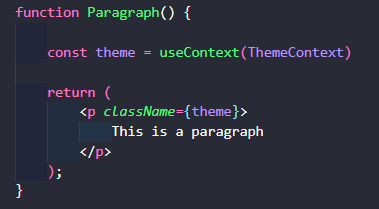 function Paragraph() {
const theme = useContext(ThemeContext)
return (
<p className={theme}>
This is a paragraph
</p>
);
}